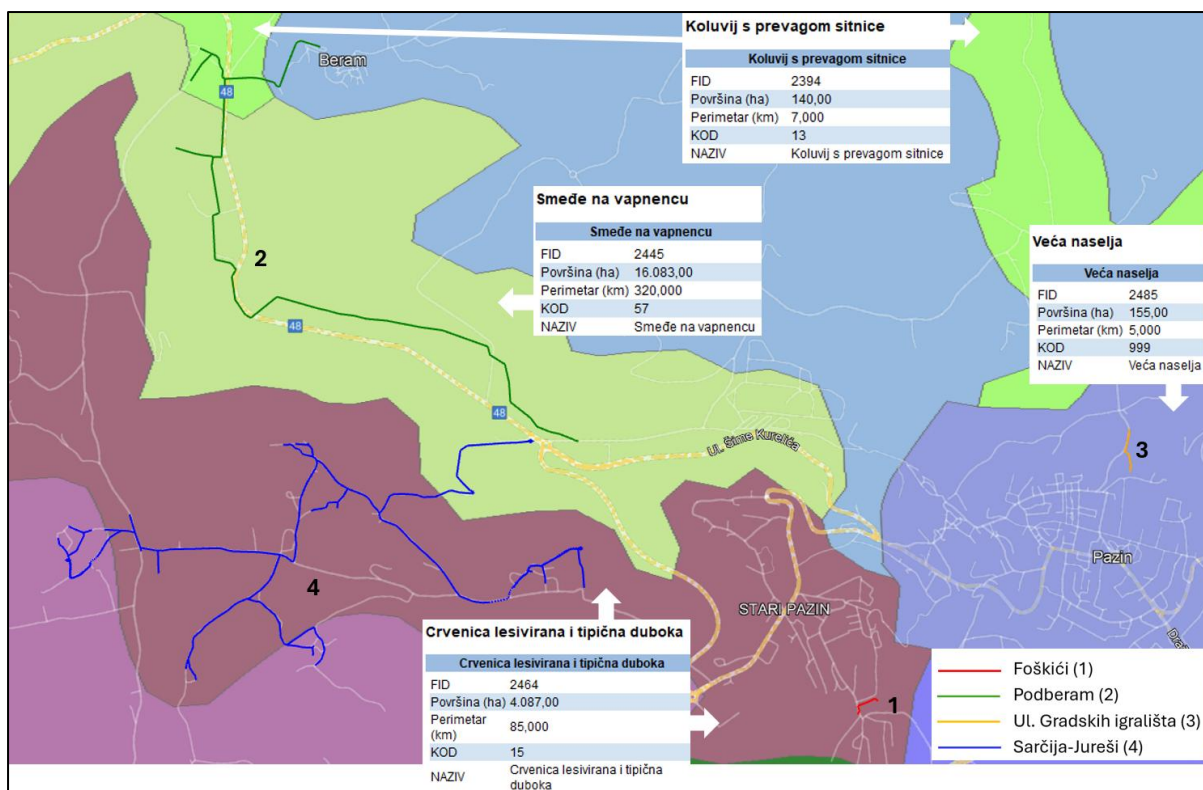 Koluvij s prevagom sitnice
Koluvij s prevagom sitnice
FID 2394
Površina (ha) 140,00
Perimetar (km) 7,000
KOD 13
NAZIV Koluvij s prevagom sitnice
Beram
48
Smeđe na vapnencu
Smeđe na vapnencu
FID 2445
Površina (ha) 16.083,00
Perimetar (km) 320,000
KOD 57
NAZIV Smeđe na vapnencu
Veća naselja
Veća naselja
FID 2485
Površina (ha) 155,00
Perimetar (km) 5,000
KOD 999
NAZIV Veća naselja
2
48
48
Ul. Šime Kurelića
3
Pazin
4
STARI PAZIN
Crvenica lesivirana i tipična duboka
Crvenica lesivirana i tipična duboka
FID 2464
Površina (ha) 4.087,00
Perimetar (km) 85,000
KOD 15
NAZIV Crvenica lesivirana i tipična duboka
1
Foškići (1)
Podberam (2)
Ul. Gradskih igrališta (3)
Sarčija-Jureši (4)